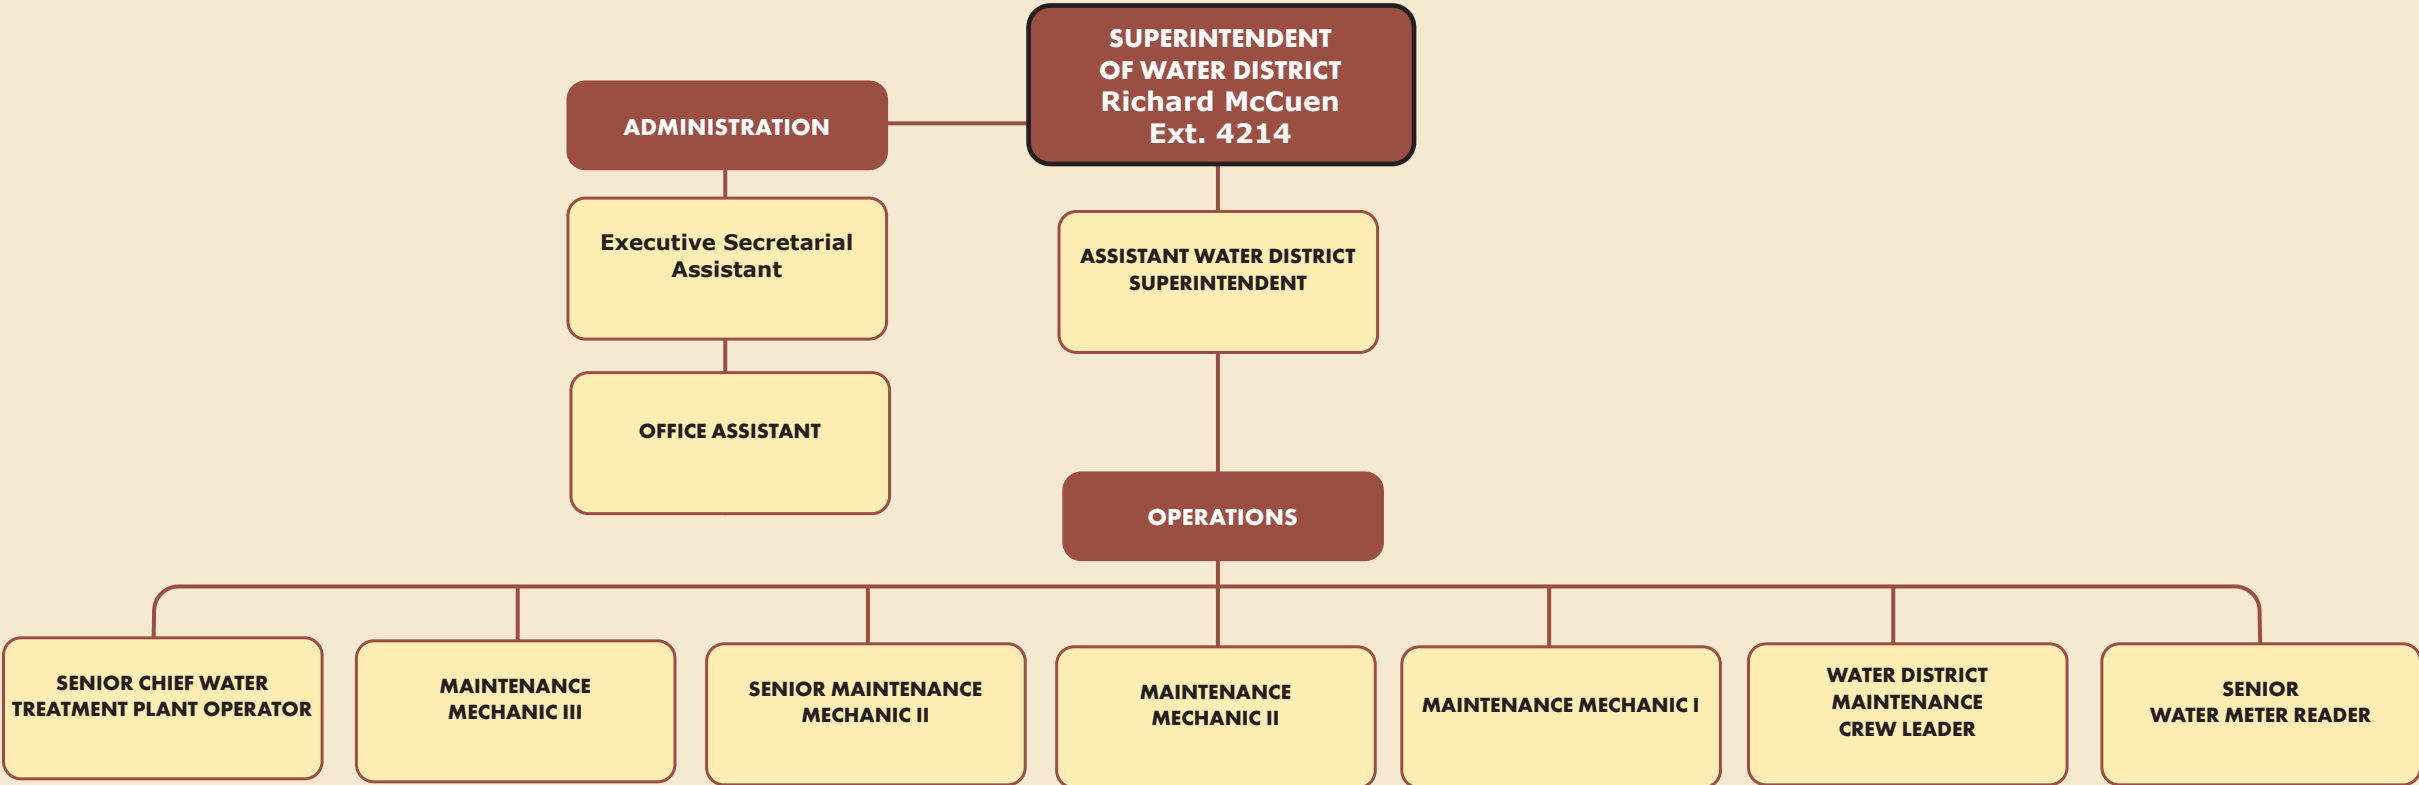 SUPERINTENDENT
OF WATER DISTRICT
Richard McCuen
Ext. 4214
ADMINISTRATION
Executive Secretarial
Assistant
ASSISTANT WATER DISTRICT
SUPERINTENDENT
OFFICE ASSISTANT
OPERATIONS
SENIOR CHIEF WATER
TREATMENT PLANT OPERATOR
MAINTENANCE
MECHANIC III
SENIOR MAINTENANCE
MECHANIC II
MAINTENANCE
MECHANIC II
MAINTENANCE MECHANIC I
WATER DISTRICT
MAINTENANCE
CREW LEADER
SENIOR
WATER METER READER